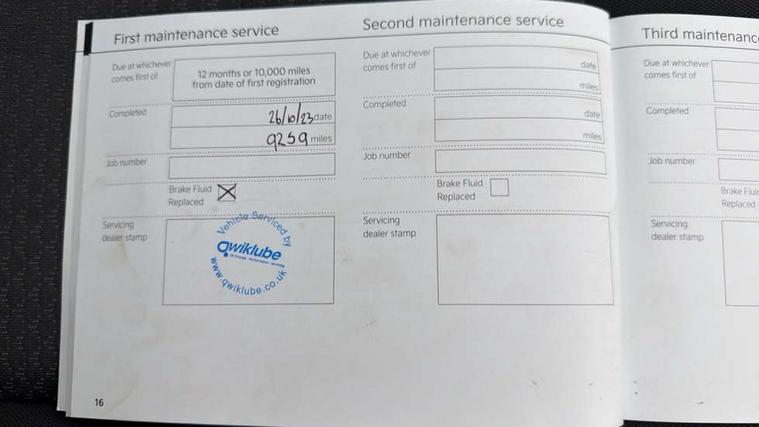 First maintenance service
Due at whichever
comes first of
12 months or 10,000 miles
from date of first registration
Completed
26/10/23 date
9259 miles
Job number
Brake Fluid
Replaced
Servicing
dealer stamp
Vehicle Serviced by
Qwiklube
www.qwiklube.co.uk
16
Second maintenance service
Due at whichever
comes first of
date
miles
Completed
date
miles
Job number
Brake Fluid
Replaced
Servicing
dealer stamp
Third maintenanc
Due at whichever
comes first of
Completed
Job number
Brake Fluid
Replaced
Servicing
dealer stamp